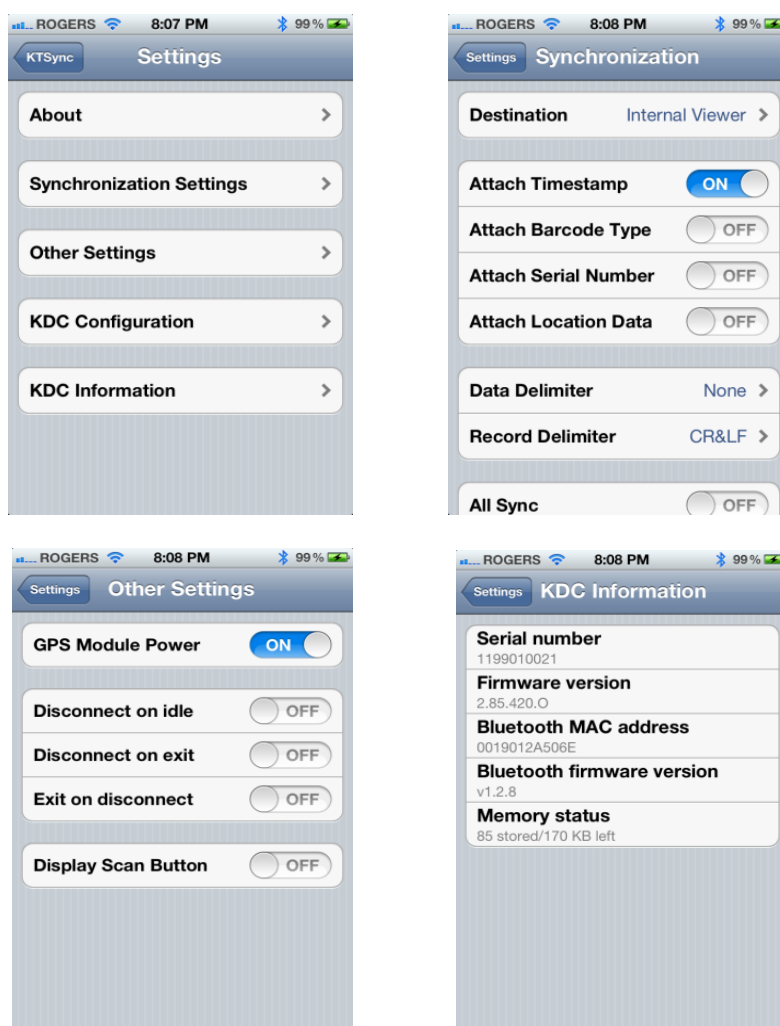 ROGERS 8:07 PM 99%
KTSync Settings
About
Synchronization Settings
Other Settings
KDC Configuration
KDC Information
ROGERS 8:08 PM 99%
Settings Synchronization
Destination Internal Viewer
Attach Timestamp ON
Attach Barcode Type OFF
Attach Serial Number OFF
Attach Location Data OFF
Data Delimiter None
Record Delimiter CR&LF
All Sync OFF
ROGERS 8:08 PM 99%
Settings Other Settings
GPS Module Power ON
Disconnect on idle OFF
Disconnect on exit OFF
Exit on disconnect OFF
Display Scan Button OFF
ROGERS 8:08 PM 99%
Settings KDC Information
Serial number
1199010021
Firmware version
2.85.420.O
Bluetooth MAC address
0019012A506E
Bluetooth firmware version
v1.2.8
Memory status
85 stored/170 KB left